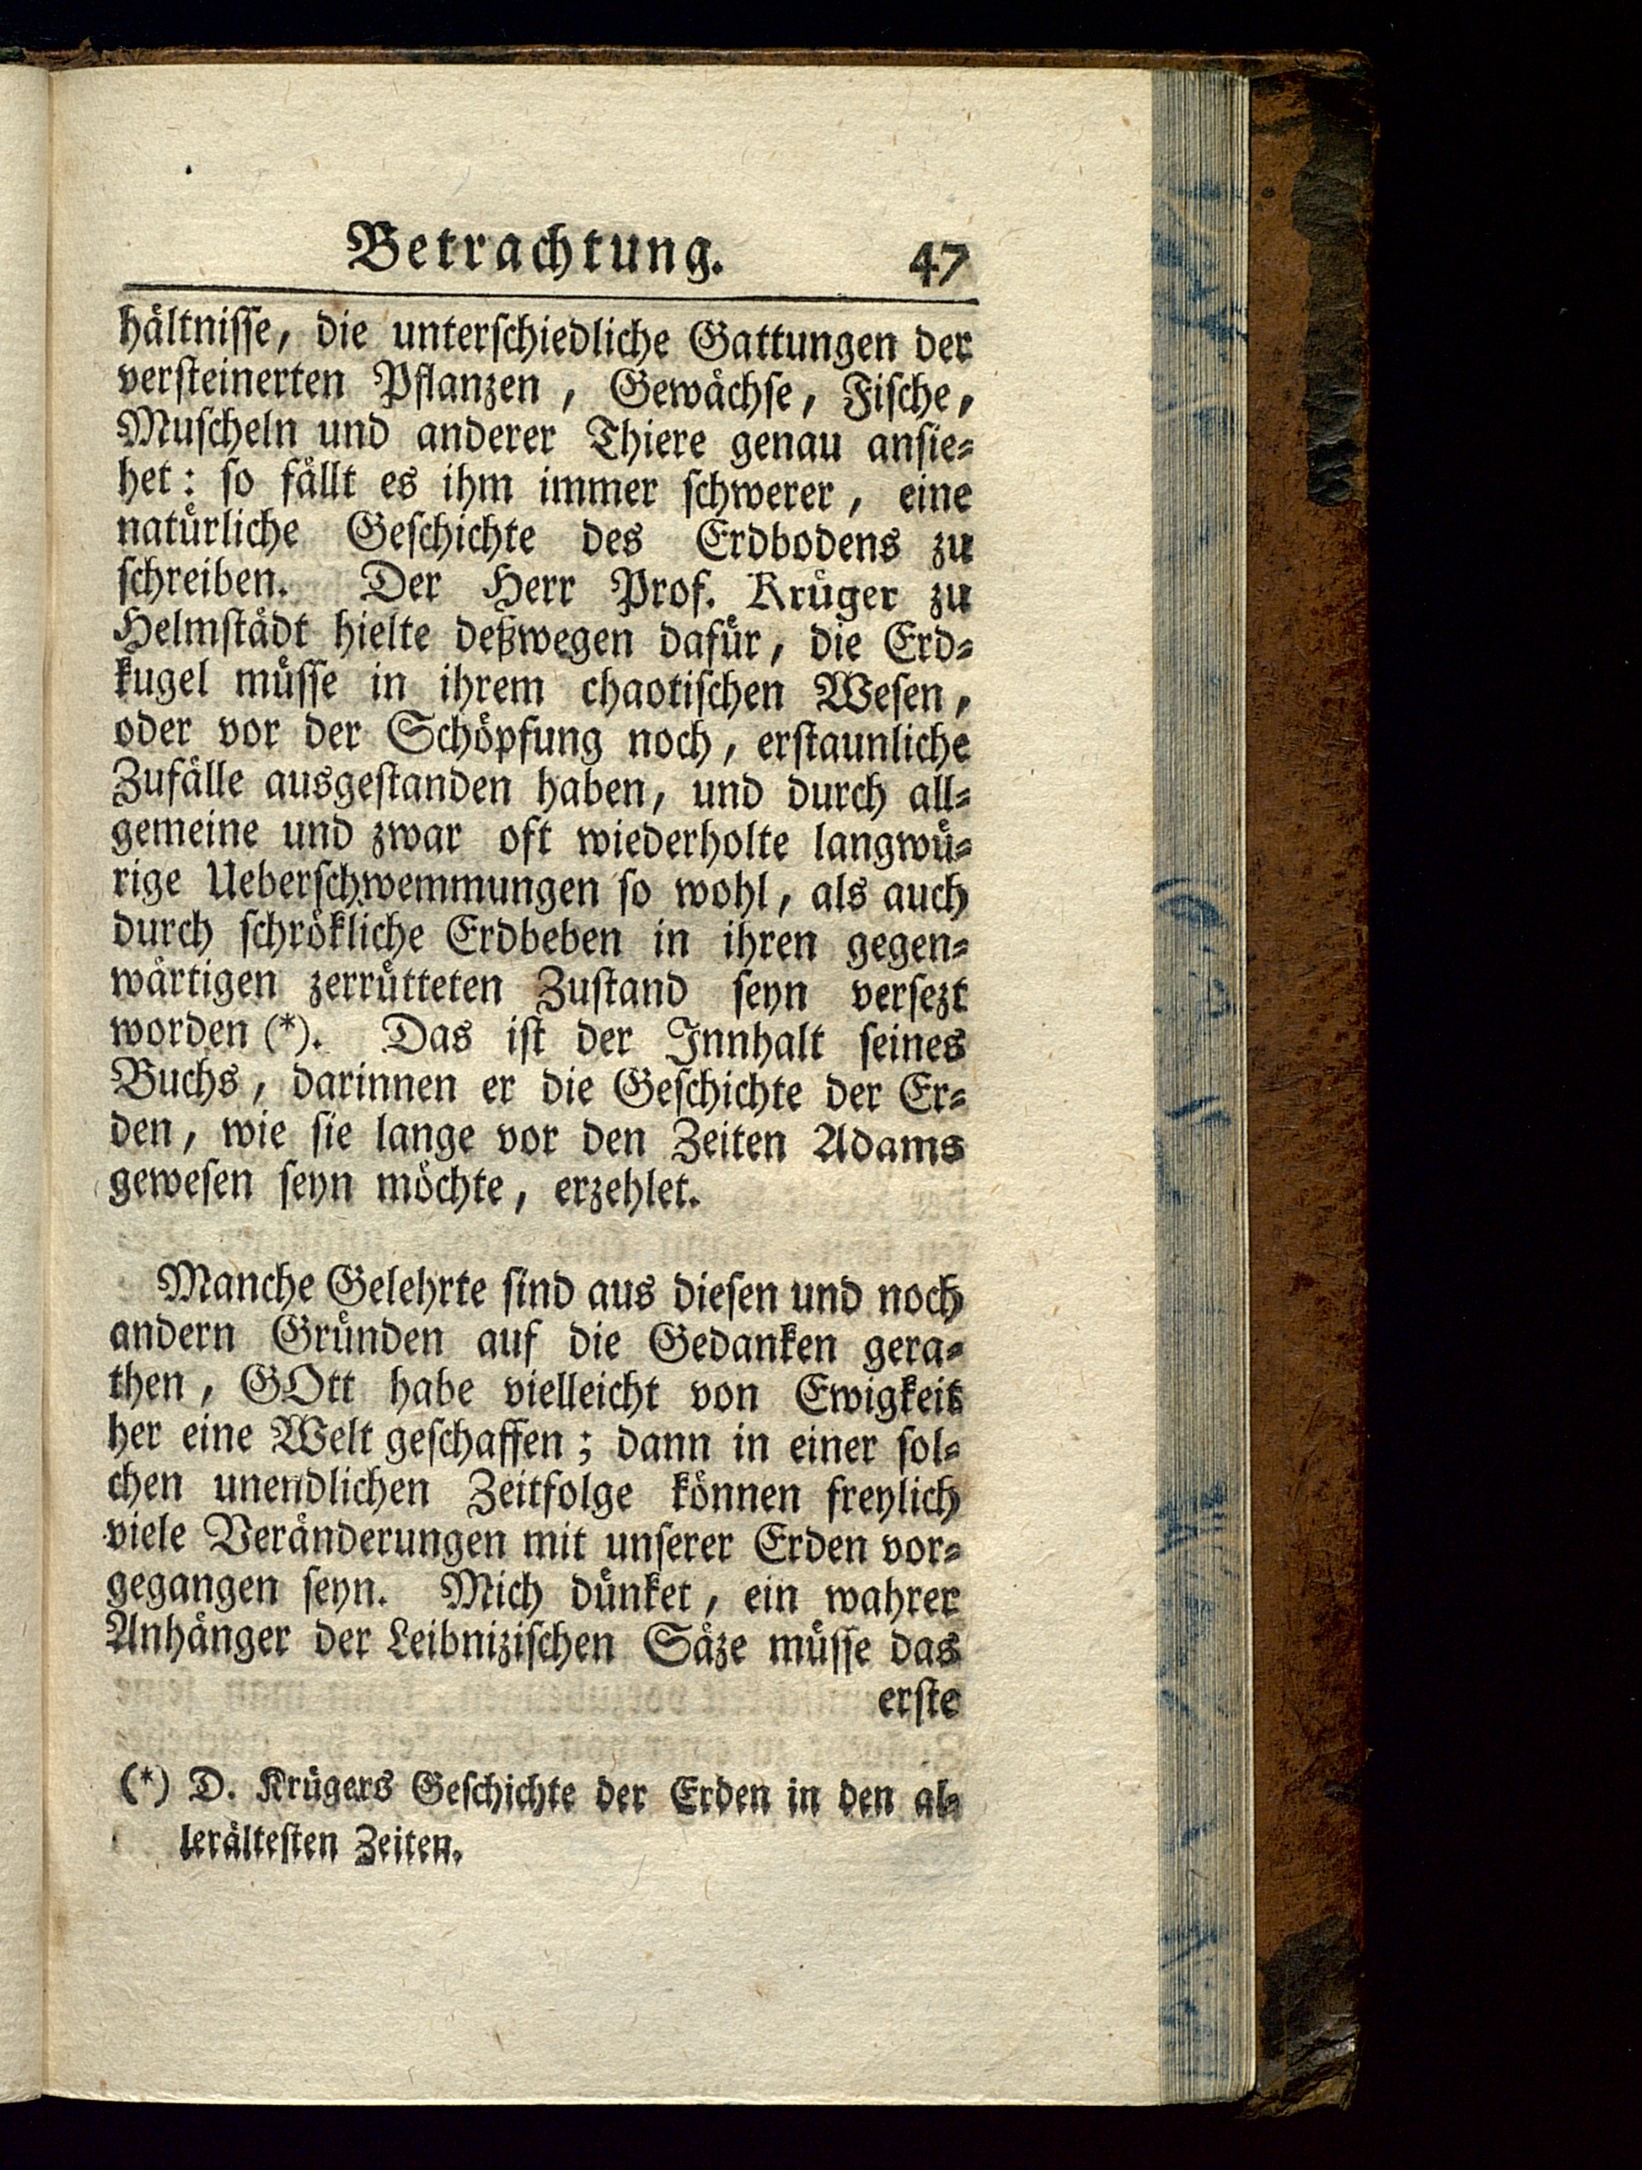 Betrachtung. 47
hältnisse, die unterschiedliche Gattungen der
versteinerten Pflanzen, Gewächse, Fische,
Muscheln und anderer Thiere genau ansie-
het: so fällt es ihm immer schwerer, eine
natürliche Geschichte des Erdbodens zu
schreiben. Der Herr Prof. Krüger zu
Helmstädt hielte deßwegen dafür, die Erd-
kugel müsse in ihrem chaotischen Wesen,
oder vor der Schöpfung noch, erstaunliche
Zufälle ausgestanden haben, und durch all-
gemeine und zwar oft wiederholte langwü-
rige Ueberschwemmungen so wohl, als auch
durch schrökliche Erdbeben in ihren gegen-
wärtigen zerrütteten Zustand seyn versezt
worden (*). Das ist der Innhalt seines
Buchs, darinnen er die Geschichte der Er-
den, wie sie lange vor den Zeiten Adams
gewesen seyn möchte, erzehlet.
Manche Gelehrte sind aus diesen und noch
andern Gründen auf die Gedanken gera-
then, GOtt habe vielleicht von Ewigkeit
her eine Welt geschaffen; dann in einer sol-
chen unendlichen Zeitfolge können freylich
viele Veränderungen mit unserer Erden vor-
gegangen seyn. Mich dünket, ein wahrer
Anhänger der Leibnizischen Säze müsse das
erste
(*) D. Krügers Geschichte der Erden in den al-
lerältesten Zeiten.